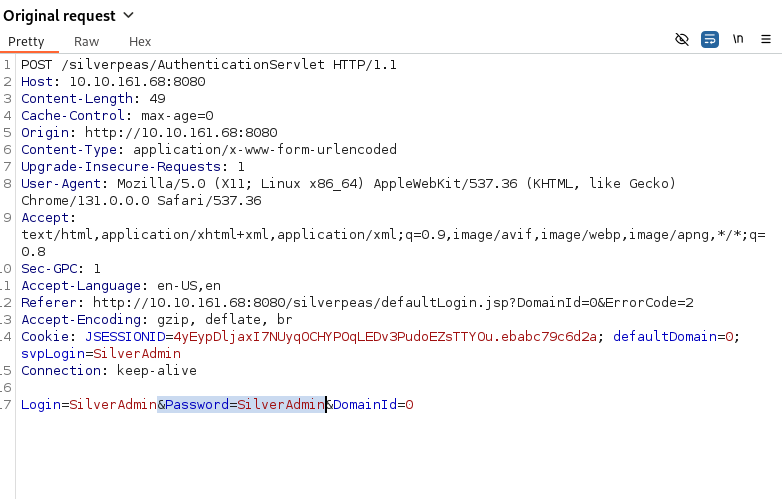 Original request
Pretty Raw Hex \n
1 POST /silverpeas/AuthenticationServlet HTTP/1.1
2 Host: 10.10.161.68:8080
3 Content-Length: 49
4 Cache-Control: max-age=0
5 Origin: http://10.10.161.68:8080
6 Content-Type: application/x-www-form-urlencoded
7 Upgrade-Insecure-Requests: 1
8 User-Agent: Mozilla/5.0 (X11; Linux x86_64) AppleWebKit/537.36 (KHTML, like Gecko)
Chrome/131.0.0.0 Safari/537.36
9 Accept:
text/html,application/xhtml+xml,application/xml;q=0.9,image/avif,image/webp,image/apng,*/*;q=
0.8
10 Sec-GPC: 1
11 Accept-Language: en-US,en
12 Referer: http://10.10.161.68:8080/silverpeas/defaultLogin.jsp?DomainId=0&ErrorCode=2
13 Accept-Encoding: gzip, deflate, br
14 Cookie: JSESSIONID=4yEypDljaxI7NUyqOCHYPOqLEDv3PudoEZsTTYOu.ebabc79c6d2a; defaultDomain=0;
svpLogin=SilverAdmin
15 Connection: keep-alive
16
17 Login=SilverAdmin&Password=SilverAdmin&DomainId=0